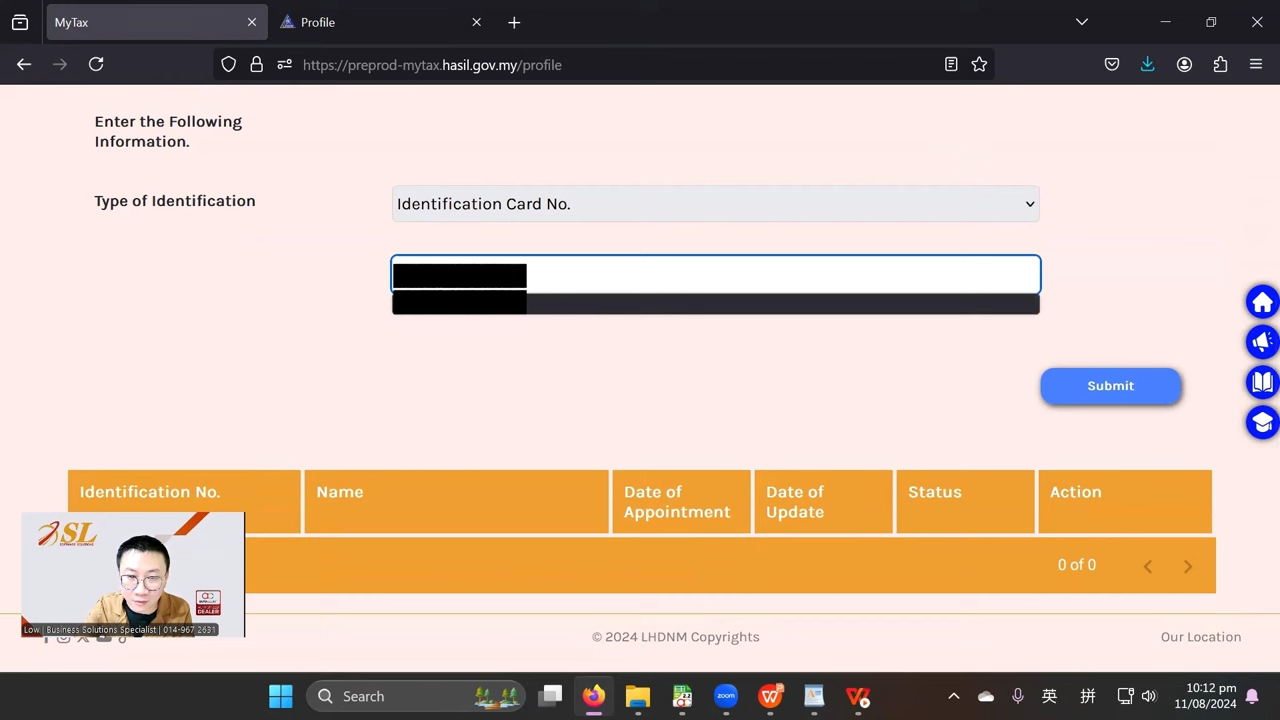 MyTax
Profile
https://preprod-mytax.hasil.gov.my/profile
Enter the Following
Information.
Type of Identification
Identification Card No.
Submit
Identification No.
Name
Date of
Appointment
Date of
Update
Status
Action
0 of 0
SL
Low | Business Solutions Specialist | 014-967 2631
© 2024 LHDNM Copyrights
Our Location
Search
英
拼
10:12 pm
11/08/2024